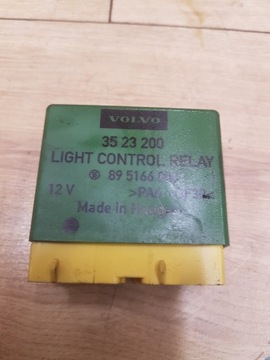 VOLVO
35 23 200
LIGHT CONTROL RELAY
89 5166
12 V
Made in